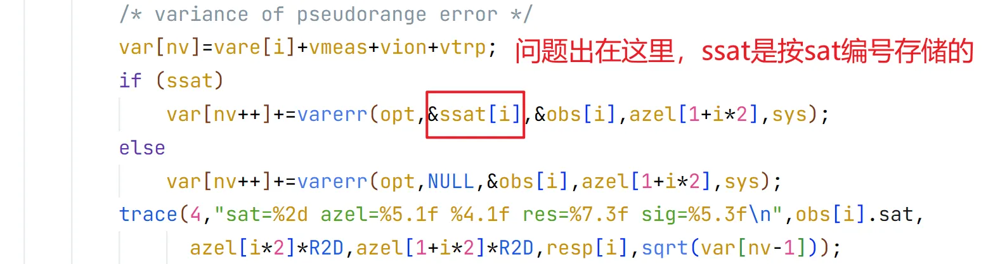 /* variance of pseudorange error */
var[nv]=vare[i]+vmeas+vion+vtrp; 问题出在这里，ssat是按sat编号存储的
if (ssat)
var[nv++]+=varerr(opt,&ssat[i],&obs[i],azel[1+i*2],sys);
else
var[nv++]+=varerr(opt,NULL,&obs[i],azel[1+i*2],sys);
trace(4,"sat=%2d azel=%5.1f %4.1f res=%7.3f sig=%5.3f\n",obs[i].sat,
azel[i*2]*R2D,azel[1+i*2]*R2D,resp[i],sqrt(var[nv-1]));